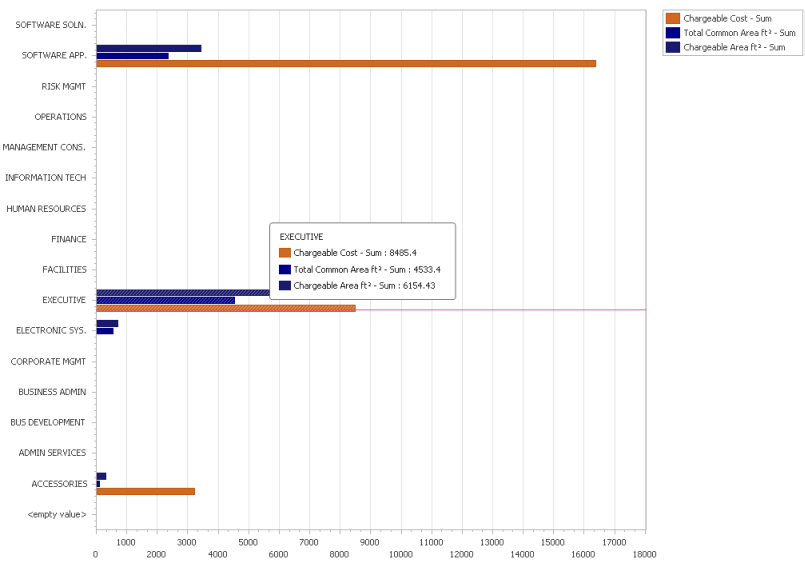 SOFTWARE SOLN.
SOFTWARE APP.
RISK MGMT
OPERATIONS
MANAGEMENT CONS.
INFORMATION TECH
HUMAN RESOURCES
FINANCE
FACILITIES
EXECUTIVE
ELECTRONIC SYS.
CORPORATE MGMT
BUSINESS ADMIN
BUS DEVELOPMENT
ADMIN SERVICES
ACCESSORIES
<empty value>
EXECUTIVE
Chargeable Cost - Sum : 8485.4
Total Common Area ft² - Sum : 4533.4
Chargeable Area ft² - Sum : 6154.43
1000 3000 5000 7000 9000 11000 13000 15000 17000
0 2000 4000 6000 8000 10000 12000 14000 16000 18000
Chargeable Cost - Sum
Total Common Area ft² - Sum
Chargeable Area ft² - Sum